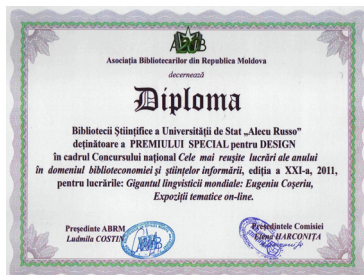 ABRM
Asociația Bibliotecarilor din Republica Moldova
decernează
Diploma
Bibliotecii Științifice a Universității de Stat „Alecu Russo”
deținătoare a PREMIULUI SPECIAL pentru DESIGN
în cadrul Concursului național Cele mai reușite lucrări ale anului
în domeniul biblioteconomiei și științelor informării, ediția a XXI-a, 2011,
pentru lucrările: Gigantul lingvisticii mondiale: Eugeniu Coșeriu,
Expoziții tematice on-line.
Președinte ABRM
Ludmila COSTIN
Președintele Comisiei
Elena HARCONIȚA